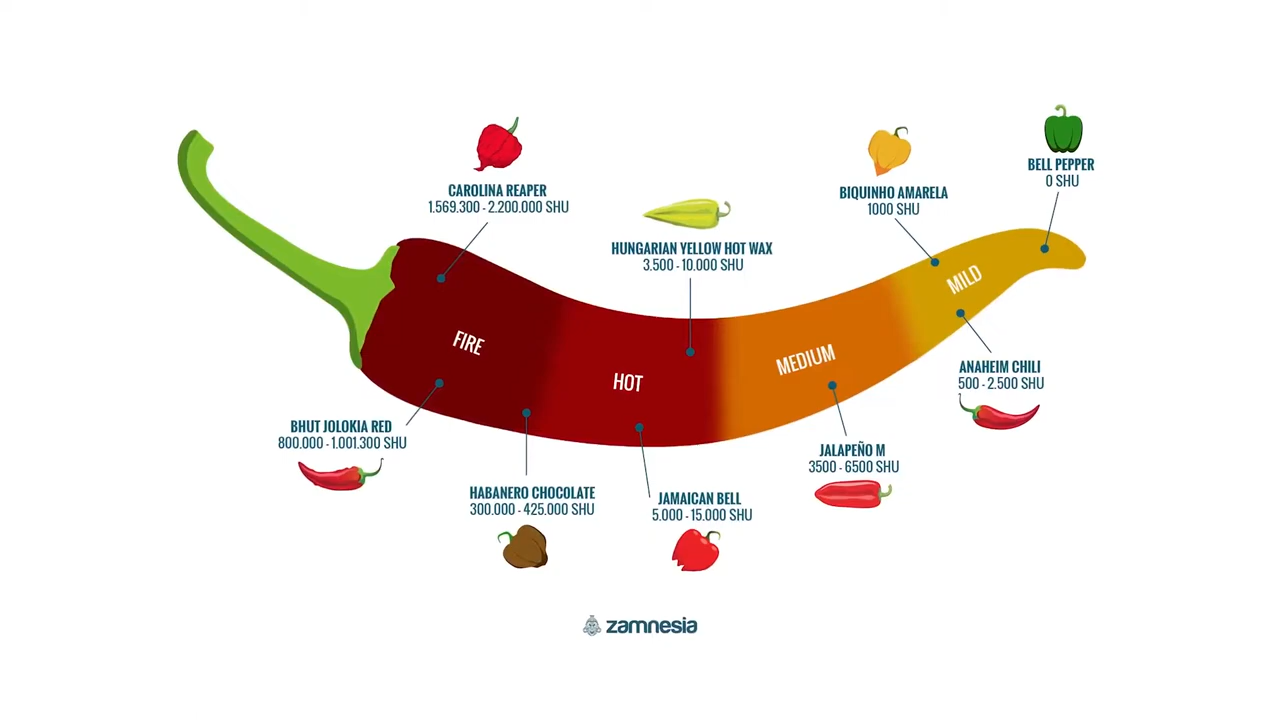 CAROLINA REAPER
1.569.300 - 2.200.000 SHU
HUNGARIAN YELLOW HOT WAX
3.500 - 10.000 SHU
BIQUINHO AMARELA
1000 SHU
BELL PEPPER
0 SHU
FIRE
HOT
MEDIUM
MILD
BHUT JOLOKIA RED
800.000 - 1.001.300 SHU
HABANERO CHOCOLATE
300.000 - 425.000 SHU
JAMAICAN BELL
5.000 - 15.000 SHU
JALAPEÑO M
3500 - 6500 SHU
ANAHEIM CHILI
500 - 2.500 SHU
zamnesia